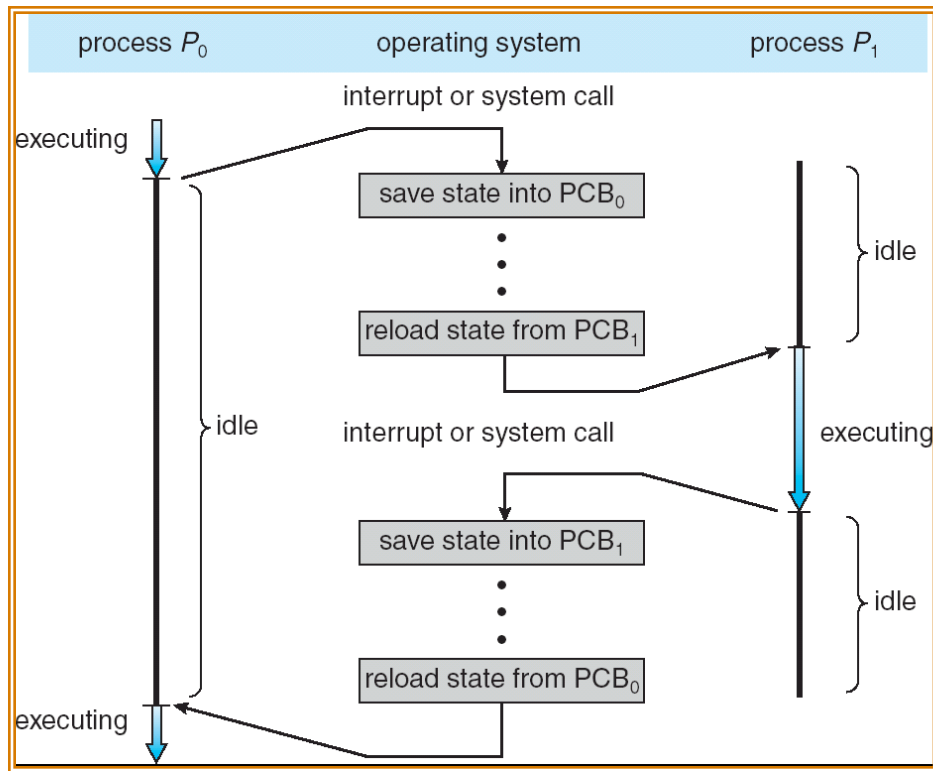 process P₀ operating system process P₁
interrupt or system call
executing
save state into PCB₀
idle
reload state from PCB₁
idle
interrupt or system call
executing
save state into PCB₁
idle
reload state from PCB₀
executing